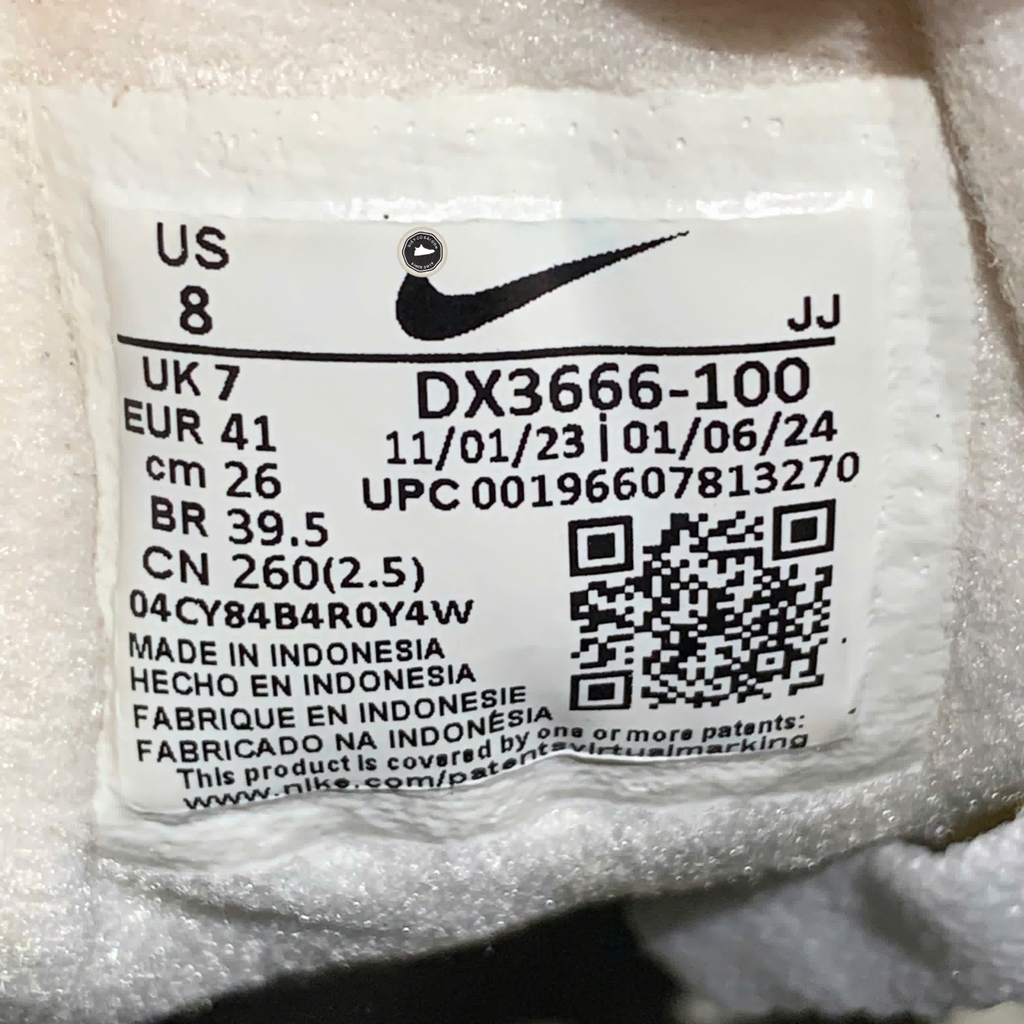 US
8
JJ
UK 7
EUR 41
cm 26
BR 39.5
CN 260(2.5)
DX3666-100
11/01/23 | 01/06/24
UPC 00196607813270
04CY84B4R0Y4W
MADE IN INDONESIA
HECHO EN INDONESIA
FABRIQUE EN INDONESIE
FABRICADO NA INDONÉSIA
This product is covered by one or more patents:
www.nike.com/patentsvirtualmarking